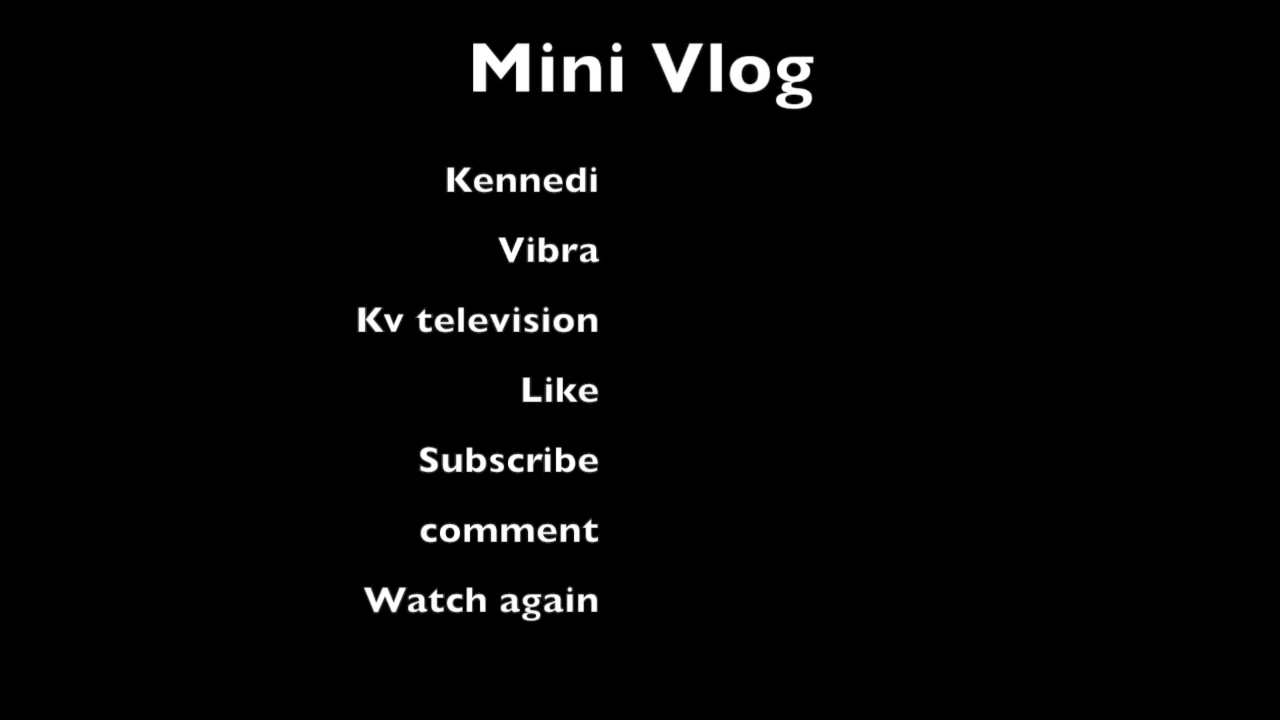 Mini Vlog
Kennedi
Vibra
Kv television
Like
Subscribe
comment
Watch again